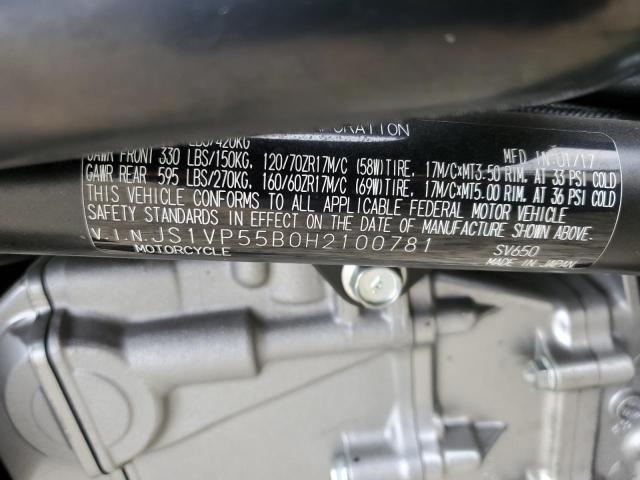 CORPORATION
MFD IN:01/17
LBS/420KG
GAWR FRONT 330 LBS/150KG, 120/70ZR17M/C (58W)TIRE, 17M/CxMT3-50 RIM. AT 33 PSI COLD
GAWR REAR 595 LBS/270KG, 160/60ZR17M/C (69W)TIRE, 17M/CxMT5.00 RIM. AT 36 PSI COLD
THIS VEHICLE CONFORMS TO ALL APPLICABLE FEDERAL MOTOR VEHICLE
SAFETY STANDARDS IN EFFECT ON THE DATE OF MANUFACTURE SHOWN ABOVE.
V.I.N. JS1VP55B0H2100781 SV650
MOTORCYCLE MADE IN JAPAN